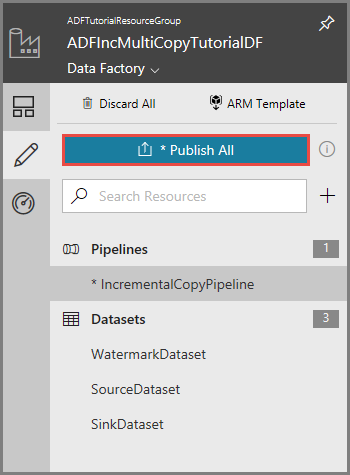 ADFTutorialResourceGroup
ADFIncMultiCopyTutorialDF
Data Factory
Discard All ARM Template
* Publish All
Search Resources
Pipelines 1
* IncrementalCopyPipeline
Datasets 3
WatermarkDataset
SourceDataset
SinkDataset